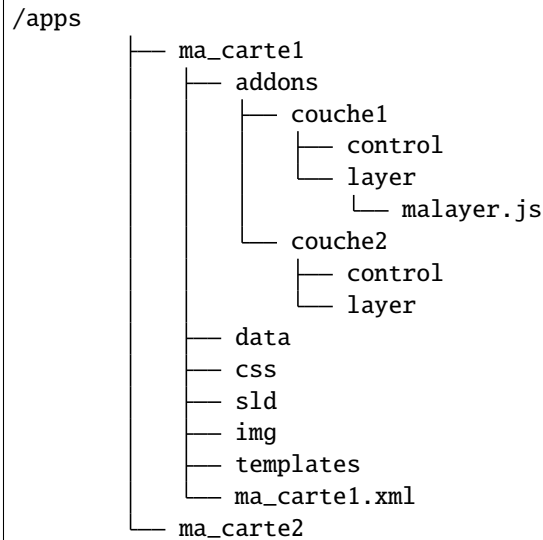 /apps
├── ma_carte1
│   ├── addons
│   │   ├── couche1
│   │   │   ├── control
│   │   │   └── layer
│   │   │       └── malayer.js
│   │   └── couche2
│   │       ├── control
│   │       └── layer
│   ├── data
│   ├── css
│   ├── sld
│   ├── img
│   ├── templates
│   └── ma_carte1.xml
└── ma_carte2